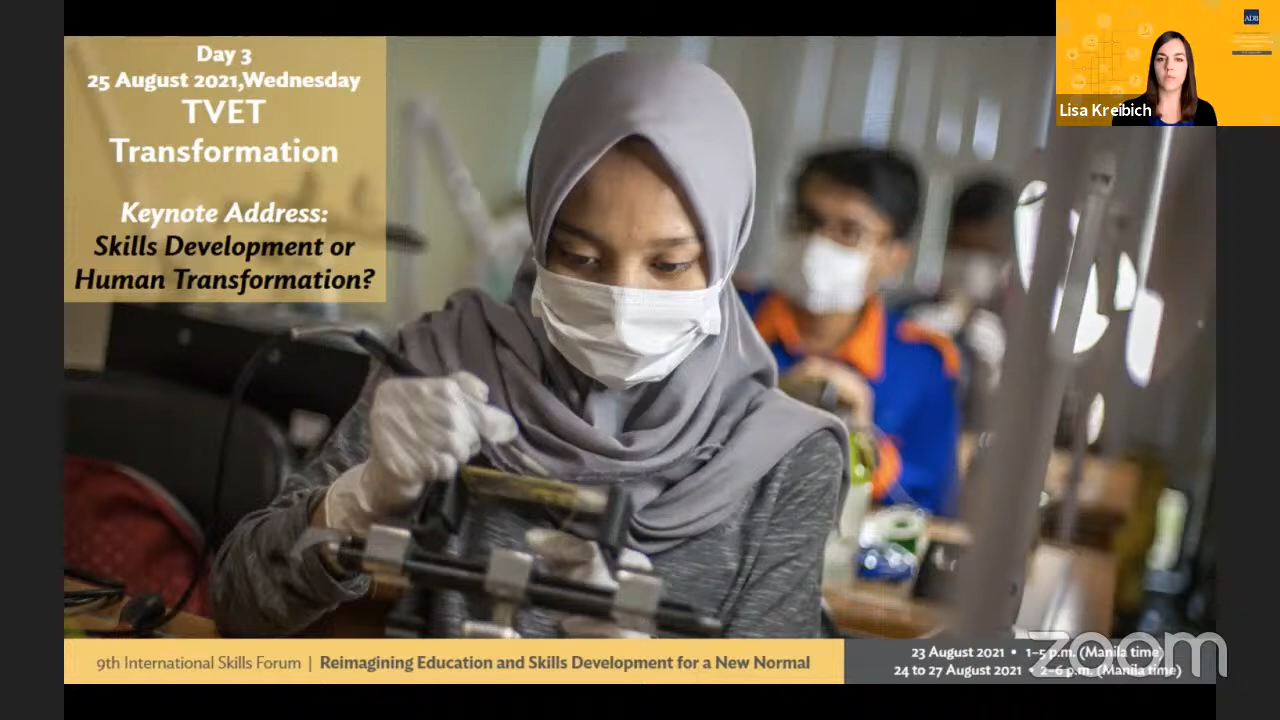 Day 3
25 August 2021,Wednesday
TVET
Transformation
Keynote Address:
Skills Development or
Human Transformation?
ADB
Lisa Kreibich
9th International Skills Forum | Reimagining Education and Skills Development for a New Normal
23 August 2021 • 1–5 p.m. (Manila time)
24 to 27 August 2021 • 2–6 p.m. (Manila time)
zoom